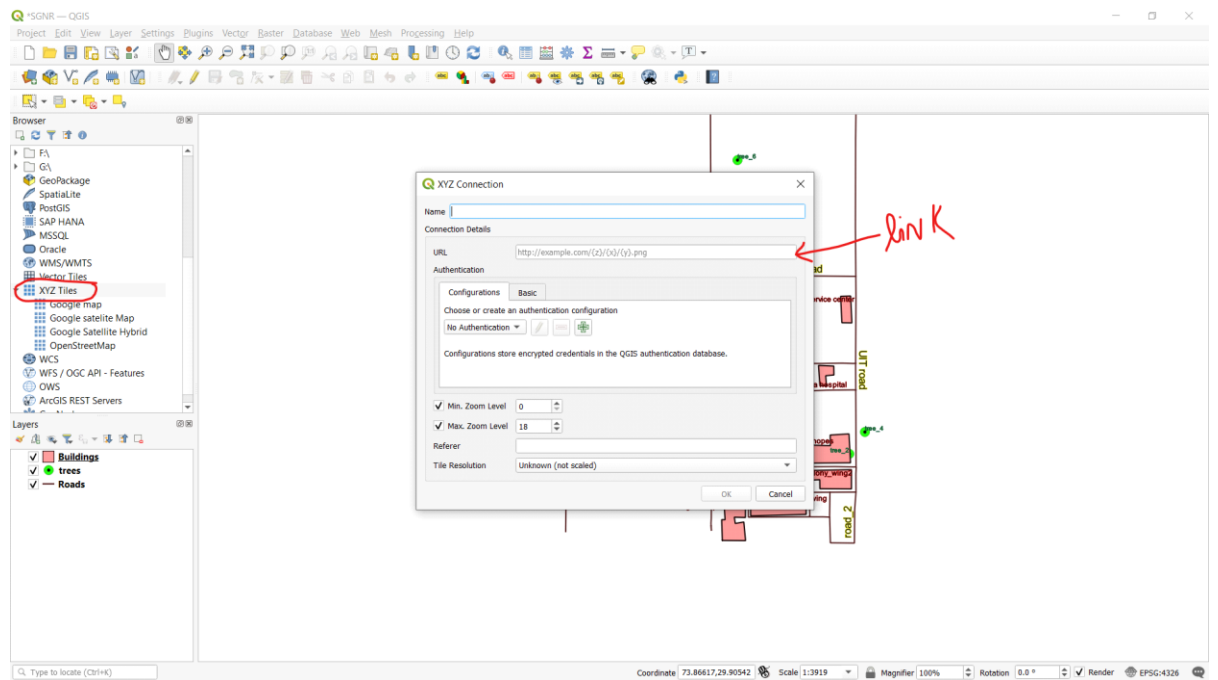 *SGNR — QGIS
Project Edit View Layer Settings Plugins Vector Raster Database Web Mesh Processing Help
Browser
F:\
G:\
GeoPackage
SpatiaLite
PostGIS
SAP HANA
MSSQL
Oracle
WMS/WMTS
Vector Tiles
XYZ Tiles
Google map
Google satelite Map
Google Satellite Hybrid
OpenStreetMap
WCS
WFS / OGC API - Features
OWS
ArcGIS REST Servers
Layers
Buildings
trees
Roads
tree_6
XYZ Connection
Name
Connection Details
URL http://example.com/{z}/{x}/{y}.png
link
Authentication
Configurations Basic
Choose or create an authentication configuration
No Authentication
Configurations store encrypted credentials in the QGIS authentication database.
Min. Zoom Level 0
Max. Zoom Level 18
Referer
Tile Resolution Unknown (not scaled)
OK Cancel
UIT road
tree_4
tree_2
road_2
Type to locate (Ctrl+K)
Coordinate 73.86617,29.90542 Scale 1:3919 Magnifier 100% Rotation 0.0 ° Render EPSG:4326